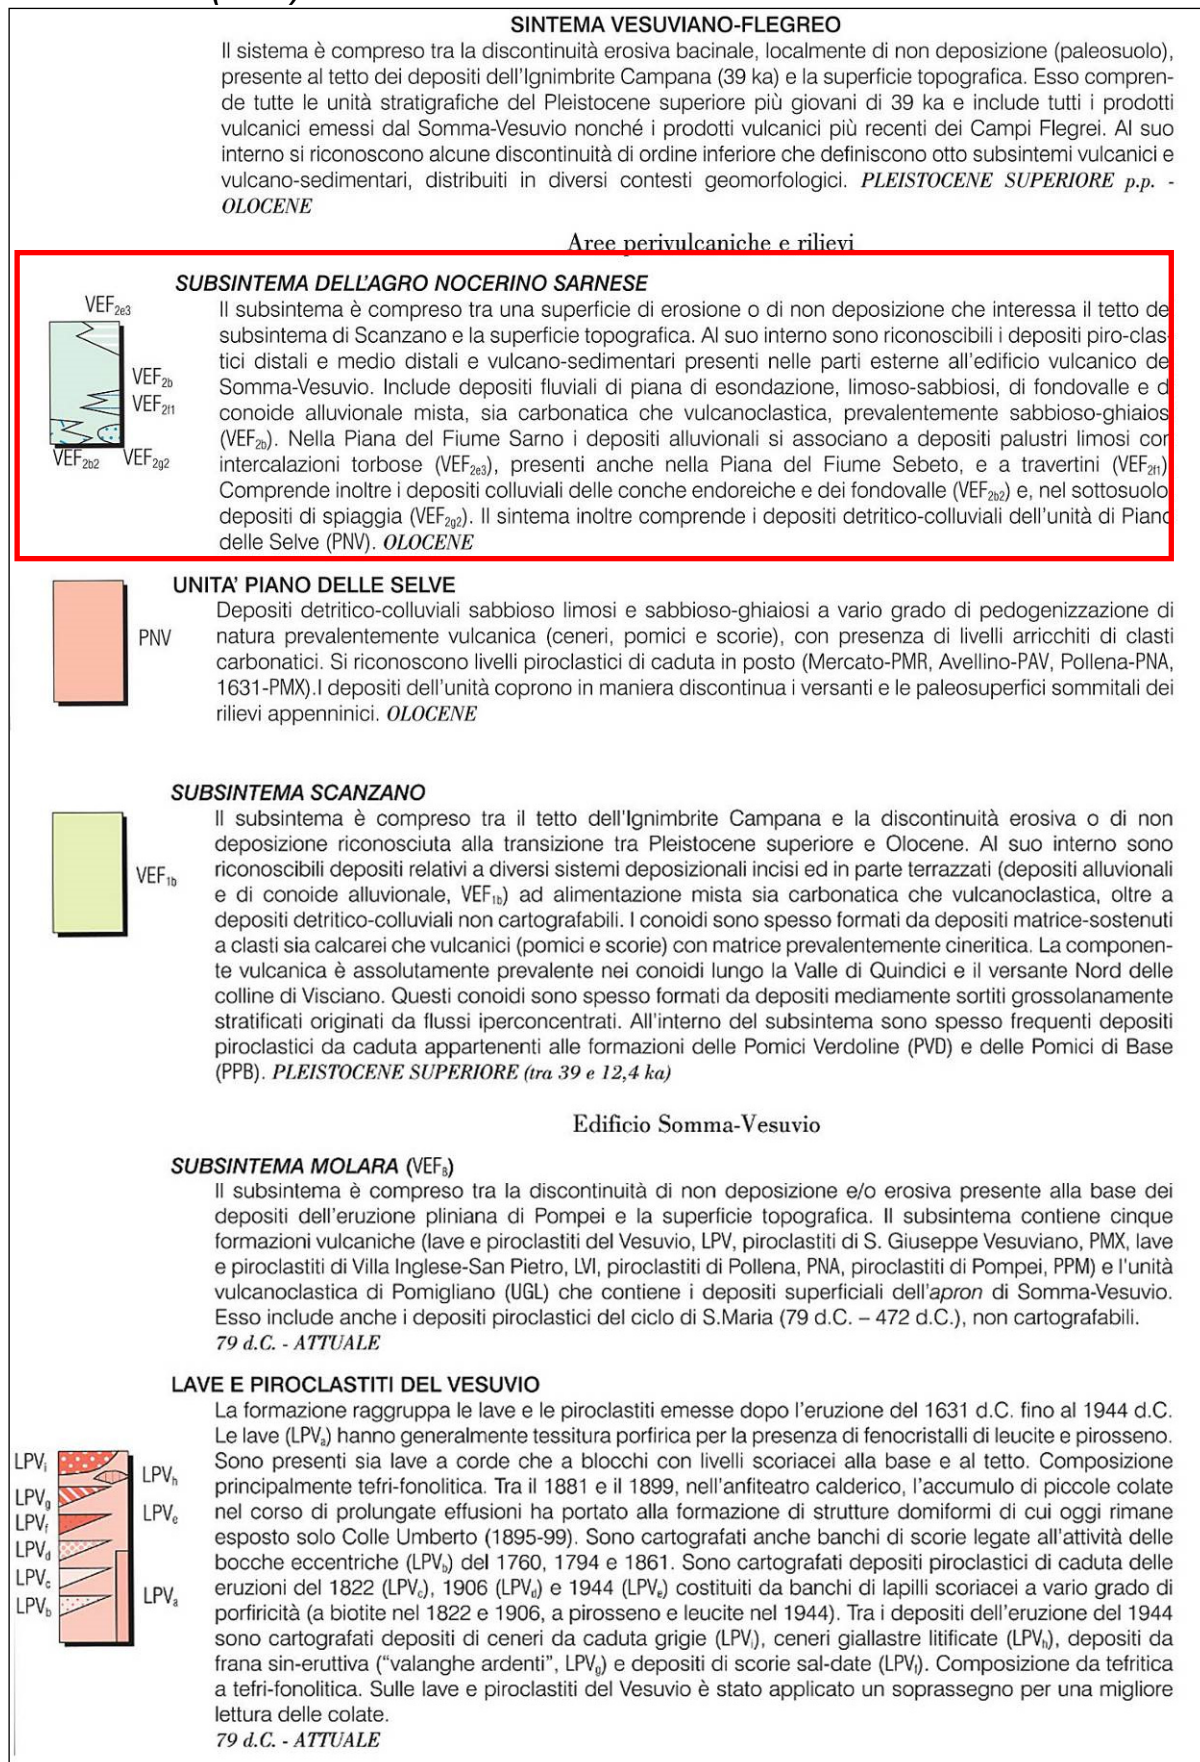 SINTEMA VESUVIANO-FLEGREO
Il sistema è compreso tra la discontinuità erosiva bacinale, localmente di non deposizione (paleosuolo),
presente al tetto dei depositi dell'Ignimbrite Campana (39 ka) e la superficie topografica. Esso compren-
de tutte le unità stratigrafiche del Pleistocene superiore più giovani di 39 ka e include tutti i prodotti
vulcanici emessi dal Somma-Vesuvio nonché i prodotti vulcanici più recenti dei Campi Flegrei. Al suo
interno si riconoscono alcune discontinuità di ordine inferiore che definiscono otto subsintemi vulcanici e
vulcano-sedimentari, distribuiti in diversi contesti geomorfologici. PLEISTOCENE SUPERIORE p.p. -
OLOCENE
Aree perivulcaniche e rilievi
SUBSINTEMA DELL'AGRO NOCERINO SARNESE
VEF2e3
VEF2b
VEF2f1
VEF2b2 VEF2g2
Il subsintema è compreso tra una superficie di erosione o di non deposizione che interessa il tetto de
subsintema di Scanzano e la superficie topografica. Al suo interno sono riconoscibili i depositi piro-clas-
tici distali e medio distali e vulcano-sedimentari presenti nelle parti esterne all'edificio vulcanico de
Somma-Vesuvio. Include depositi fluviali di piana di esondazione, limoso-sabbiosi, di fondovalle e d
conoide alluvionale mista, sia carbonatica che vulcanoclastica, prevalentemente sabbioso-ghiaios
(VEF2b). Nella Piana del Fiume Sarno i depositi alluvionali si associano a depositi palustri limosi con
intercalazioni torbose (VEF2e3), presenti anche nella Piana del Fiume Sebeto, e a travertini (VEF2f1)
Comprende inoltre i depositi colluviali delle conche endoreiche e dei fondovalle (VEF2b2) e, nel sottosuolo
depositi di spiaggia (VEF2g2). Il sintema inoltre comprende i depositi detritico-colluviali dell'unità di Piano
delle Selve (PNV). OLOCENE
UNITA' PIANO DELLE SELVE
PNV
Depositi detritico-colluviali sabbioso limosi e sabbioso-ghiaiosi a vario grado di pedogenizzazione di
natura prevalentemente vulcanica (ceneri, pomici e scorie), con presenza di livelli arricchiti di clasti
carbonatici. Si riconoscono livelli piroclastici di caduta in posto (Mercato-PMR, Avellino-PAV, Pollena-PNA,
1631-PMX).I depositi dell'unità coprono in maniera discontinua i versanti e le paleosuperfici sommitali dei
rilievi appenninici. OLOCENE
SUBSINTEMA SCANZANO
VEF1b
Il subsintema è compreso tra il tetto dell'Ignimbrite Campana e la discontinuità erosiva o di non
deposizione riconosciuta alla transizione tra Pleistocene superiore e Olocene. Al suo interno sono
riconoscibili depositi relativi a diversi sistemi deposizionali incisi ed in parte terrazzati (depositi alluvionali
e di conoide alluvionale, VEF1b) ad alimentazione mista sia carbonatica che vulcanoclastica, oltre a
depositi detritico-colluviali non cartografabili. I conoidi sono spesso formati da depositi matrice-sostenuti
a clasti sia calcarei che vulcanici (pomici e scorie) con matrice prevalentemente cineritica. La componen-
te vulcanica è assolutamente prevalente nei conoidi lungo la Valle di Quindici e il versante Nord delle
colline di Visciano. Questi conoidi sono spesso formati da depositi mediamente sortiti grossolanamente
stratificati originati da flussi iperconcentrati. All'interno del subsintema sono spesso frequenti depositi
piroclastici da caduta appartenenti alle formazioni delle Pomici Verdoline (PVD) e delle Pomici di Base
(PPB). PLEISTOCENE SUPERIORE (tra 39 e 12,4 ka)
Edificio Somma-Vesuvio
SUBSINTEMA MOLARA (VEF8)
Il subsintema è compreso tra la discontinuità di non deposizione e/o erosiva presente alla base dei
depositi dell'eruzione pliniana di Pompei e la superficie topografica. Il subsintema contiene cinque
formazioni vulcaniche (lave e piroclastiti del Vesuvio, LPV, piroclastiti di S. Giuseppe Vesuviano, PMX, lave
e piroclastiti di Villa Inglese-San Pietro, LVI, piroclastiti di Pollena, PNA, piroclastiti di Pompei, PPM) e l'unità
vulcanoclastica di Pomigliano (UGL) che contiene i depositi superficiali dell'apron di Somma-Vesuvio.
Esso include anche i depositi piroclastici del ciclo di S.Maria (79 d.C. – 472 d.C.), non cartografabili.
79 d.C. - ATTUALE
LAVE E PIROCLASTITI DEL VESUVIO
LPVi
LPVh
LPVg
LPVe
LPVf
LPVd
LPVc
LPVa
LPVb
La formazione raggruppa le lave e le piroclastiti emesse dopo l'eruzione del 1631 d.C. fino al 1944 d.C.
Le lave (LPVa) hanno generalmente tessitura porfirica per la presenza di fenocristalli di leucite e pirosseno.
Sono presenti sia lave a corde che a blocchi con livelli scoriacei alla base e al tetto. Composizione
principalmente tefri-fonolitica. Tra il 1881 e il 1899, nell'anfiteatro calderico, l'accumulo di piccole colate
nel corso di prolungate effusioni ha portato alla formazione di strutture domiformi di cui oggi rimane
esposto solo Colle Umberto (1895-99). Sono cartografati anche banchi di scorie legate all'attività delle
bocche eccentriche (LPVb) del 1760, 1794 e 1861. Sono cartografati depositi piroclastici di caduta delle
eruzioni del 1822 (LPVc), 1906 (LPVd) e 1944 (LPVe) costituiti da banchi di lapilli scoriacei a vario grado di
porfiricità (a biotite nel 1822 e 1906, a pirosseno e leucite nel 1944). Tra i depositi dell'eruzione del 1944
sono cartografati depositi di ceneri da caduta grigie (LPVi), ceneri giallastre litificate (LPVh), depositi da
frana sin-eruttiva (“valanghe ardenti”, LPVg) e depositi di scorie sal-date (LPVf). Composizione da tefritica
a tefri-fonolitica. Sulle lave e piroclastiti del Vesuvio è stato applicato un soprassegno per una migliore
lettura delle colate.
79 d.C. - ATTUALE